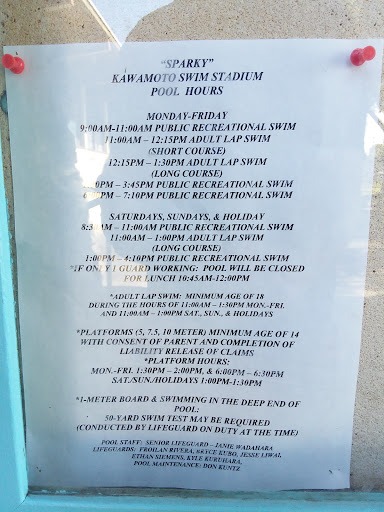 "SPARKY"
KAWAMOTO SWIM STADIUM
POOL HOURS
MONDAY-FRIDAY
9:00AM-11:00AM PUBLIC RECREATIONAL SWIM
11:00AM – 12:15PM ADULT LAP SWIM
(SHORT COURSE)
12:15PM – 1:30PM ADULT LAP SWIM
(LONG COURSE)
PM – 3:45PM PUBLIC RECREATIONAL SWIM
PM – 7:10PM PUBLIC RECREATIONAL SWIM
SATURDAYS, SUNDAYS, & HOLIDAY
AM – 11:00AM PUBLIC RECREATIONAL SWIM
11:00AM – 1:00PM ADULT LAP SWIM
(LONG COURSE)
1:00PM – 4:10PM PUBLIC RECREATIONAL SWIM
*IF ONLY 1 GUARD WORKING: POOL WILL BE CLOSED
FOR LUNCH 10:45AM-12:00PM
*ADULT LAP SWIM: MINIMUM AGE OF 18
DURING THE HOURS OF 11:00AM – 1:30PM MON.-FRI.
AND 11:00AM – 1:00PM SAT., SUN., & HOLIDAYS
*PLATFORMS (5, 7.5, 10 METER) MINIMUM AGE OF 14
WITH CONSENT OF PARENT AND COMPLETION OF
LIABILITY RELEASE OF CLAIMS
*PLATFORM HOURS:
MON.-FRI. 1:30PM – 2:00PM, & 6:00PM – 6:30PM
SAT./SUN./HOLIDAYS 1:00PM-1:30PM
*1-METER BOARD & SWIMMING IN THE DEEP END OF
POOL:
50-YARD SWIM TEST MAY BE REQUIRED
(CONDUCTED BY LIFEGUARD ON DUTY AT THE TIME)
POOL STAFF: SENIOR LIFEGUARD – JANIE WADAHARA
LIFEGUARDS: FROILAN RIVERA, BRYCE KUBO, JESSE LIWAI,
ETHAN SIEMENS, KYLE KURUHARA,
POOL MAINTENANCE: DON KUNTZ